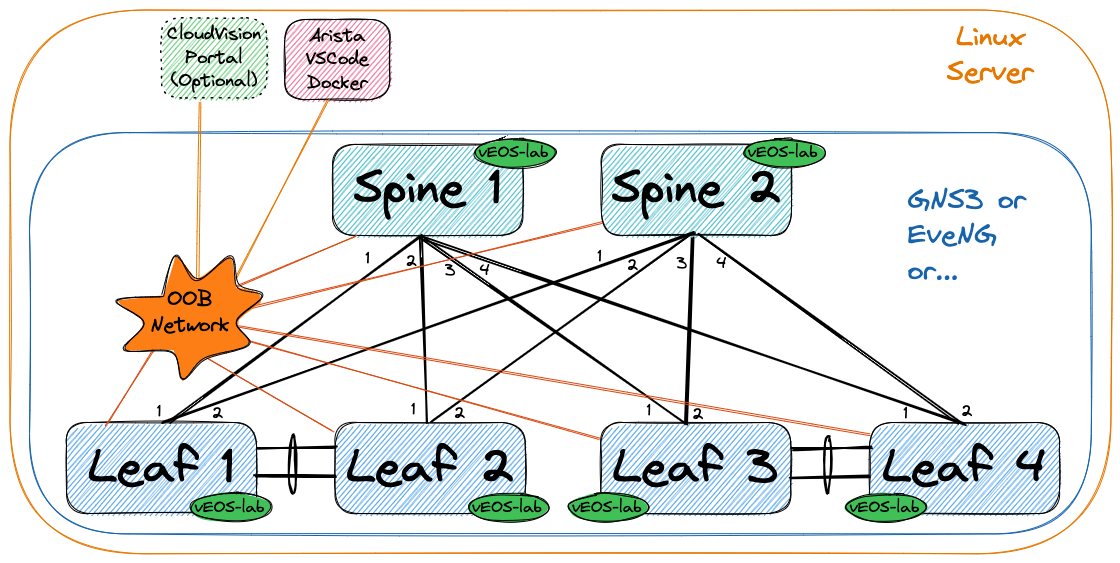 CloudVision
Portal
(Optional)
Arista
VSCode
Docker
Linux
Server
vEOS-lab
Spine 1
vEOS-lab
Spine 2
GNS3 or
EveNG
or...
1 2 3 4
1 2 3 4
OOB
Network
1 2
1 2
1 2
1 2
Leaf 1
Leaf 2
Leaf 3
Leaf 4
vEOS-lab
vEOS-lab
vEOS-lab
vEOS-lab